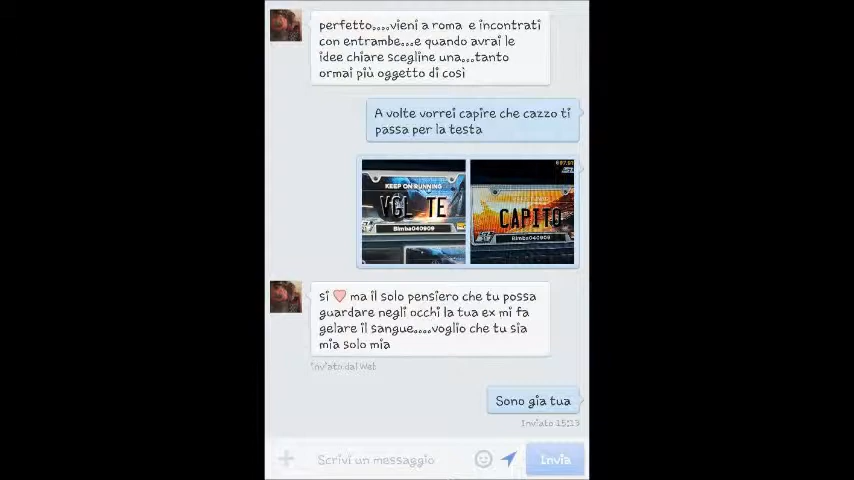 perfetto....vieni a roma e incontrati
con entrambe...e quando avrai le
idee chiare scegline una...tanto
ormai più oggetto di così
A volte vorrei capire che cazzo ti
passa per la testa
KEEP ON RUNNING
VGL TE
Bimba040909
CAPITO
Bimba040909
si ma il solo pensiero che tu possa
guardare negli occhi la tua ex mi fa
gelare il sangue....voglio che tu sia
mia solo mia
Inviato dal Web
Sono gia tua
Inviato 15:13
Scrivi un messaggio
Invia